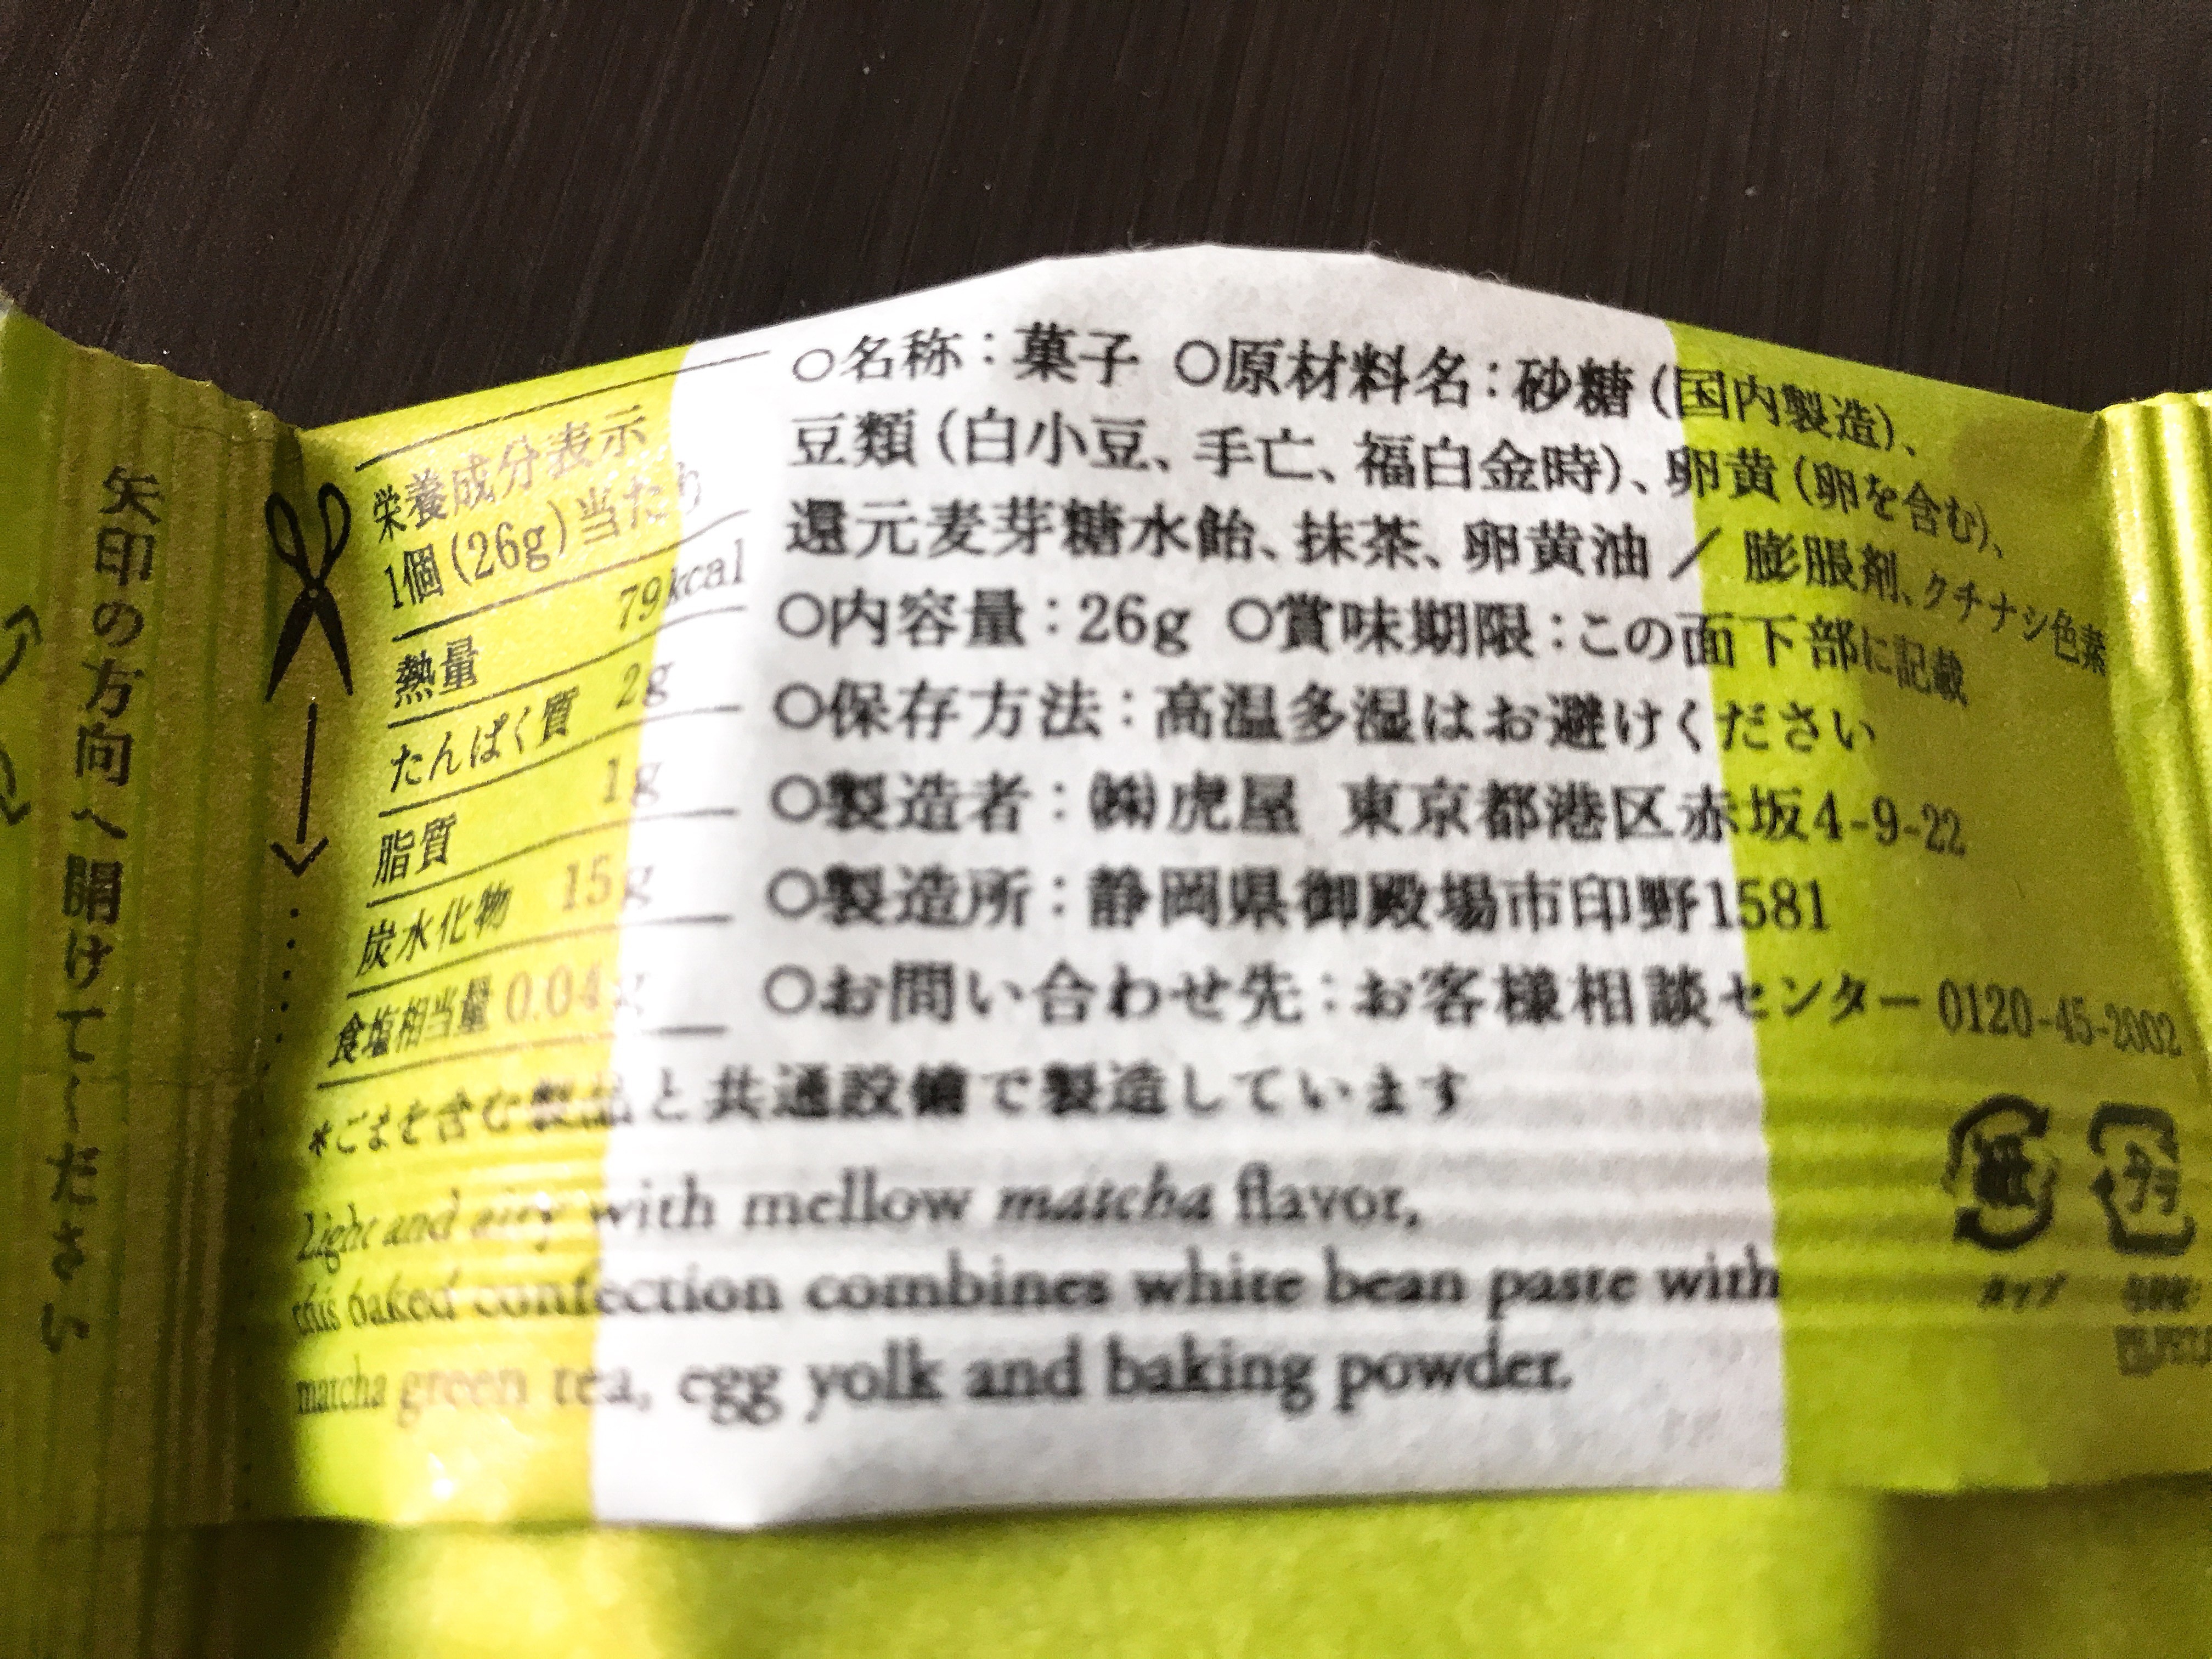 矢印の方向へ開けてください
栄養成分表示
1個(26g)当たり
熱量 79kcal
たんぱく質 2g
脂質 1g
炭水化物 15g
食塩相当量 0.04g
○名称：菓子 ○原材料名：砂糖(国内製造)、
豆類(白小豆、手亡、福白金時)、卵黄(卵を含む)、
還元麦芽糖水飴、抹茶、卵黄油／膨脹剤、クチナシ色素
○内容量：26g ○賞味期限：この面下部に記載
○保存方法：高温多湿はお避けください
○製造者：㈱虎屋 東京都港区赤坂4-9-22
○製造所：静岡県御殿場市印野1581
○お問い合わせ先：お客様相談センター 0120-45-2002
*ごまを含む製品と共通設備で製造しています
Light and airy with mellow matcha flavor,
this baked confection combines white bean paste with
matcha green tea, egg yolk and baking powder.
紙
カップ
プラ